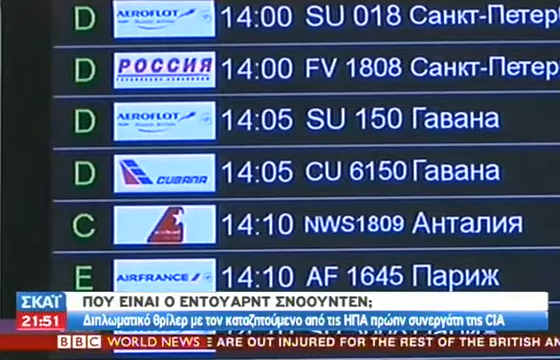 D AEROFLOT 14:00 SU 018 Санкт-Петер
D РОССИЯ 14:00 FV 1808 Санкт-Петер
D AEROFLOT 14:05 SU 150 Гавана
D CUBANA 14:05 CU 6150 Гавана
C 14:10 NWS1809 Анталия
E AIRFRANCE 14:10 AF 1645 Париж
ΣΚΑΪ ΠΟΥ ΕΙΝΑΙ Ο ΕΝΤΟΥΑΡΝΤ ΣΝΟΟΥΝΤΕΝ;
21:51 Διπλωματικό θρίλερ με τον καταζητούμενο από τις ΗΠΑ πρώην συνεργάτη της CIA
BBC WORLD NEWS E ARE OUT INJURED FOR THE REST OF THE BRITISH A